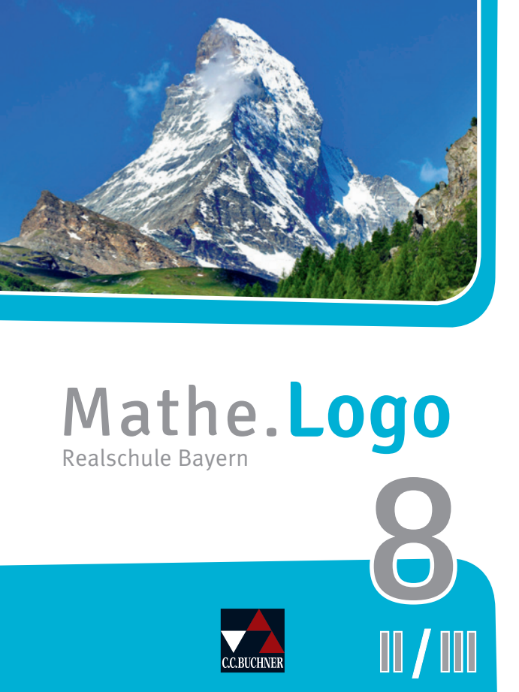 Mathe.Logo
Realschule Bayern
8
II/III
C.C.BUCHNER